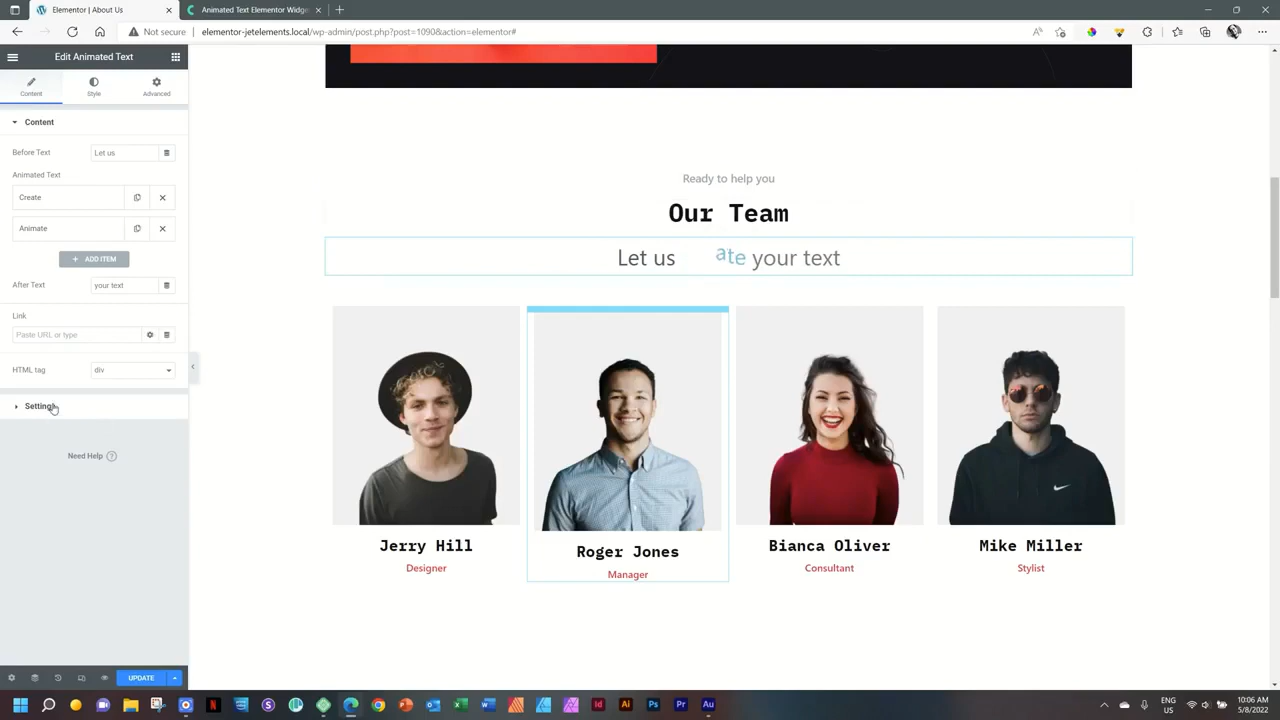 Elementor | About Us
Animated Text Elementor Widge
Not secure
elementor-jetelements.local/wp-admin/post.php?post=1090&action=elementor#
Edit Animated Text
Content
Style
Advanced
Content
Before Text
Let us
Animated Text
Create
Animate
ADD ITEM
After Text
your text
Link
Paste URL or type
HTML tag
div
Settings
Need Help
UPDATE
Ready to help you
Our Team
Let us ate your text
Jerry Hill
Designer
Roger Jones
Manager
Bianca Oliver
Consultant
Mike Miller
Stylist
ENG
US
10:06 AM
5/8/2022